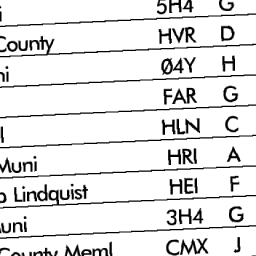 5H4 G
County HVR D
ni Ø4Y H
FAR G
l HLN C
Muni HRI A
o Lindquist HEI F
uni 3H4 G
County Meml CMX J